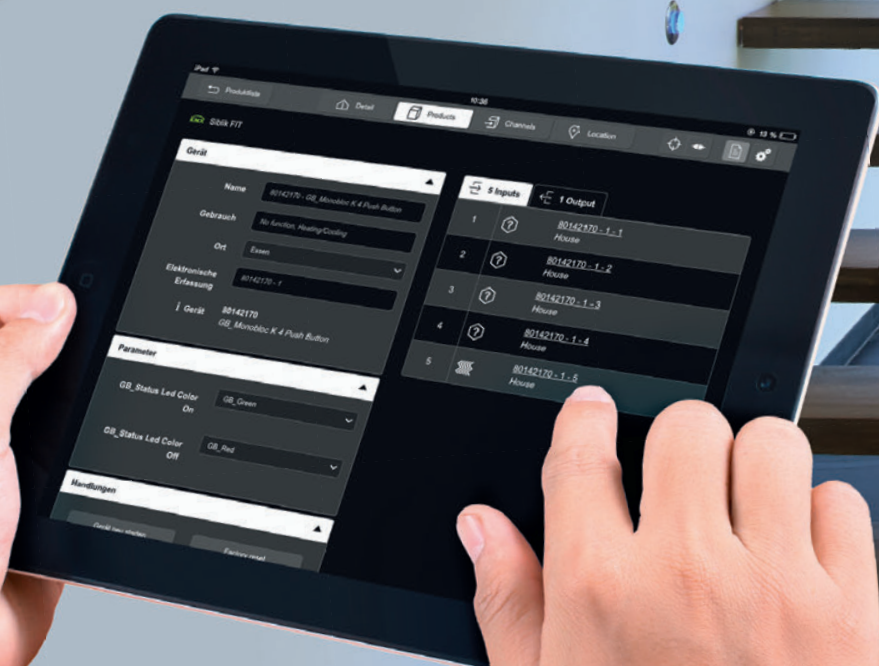 iPad
10:36
13 %
Produktliste
Detail
Products
Channels
Location
Siblik FIT
Gerät
Name
80142170 - GB_Monobloc K 4 Push Button
Gebrauch
No function, Heating/Cooling
Ort
Essen
Elektronische
Erfassung
80142170 - 1
i Gerät
80142170
GB_Monobloc K 4 Push Button
Parameter
GB_Status Led Color
On
GB_Green
GB_Status Led Color
Off
GB_Red
Handlungen
Gerät neu starten
Factory reset
5 Inputs
1 Output
1
80142170 - 1 - 1
House
2
80142170 - 1 - 2
House
3
80142170 - 1 - 3
House
4
80142170 - 1 - 4
House
5
80142170 - 1 - 5
House